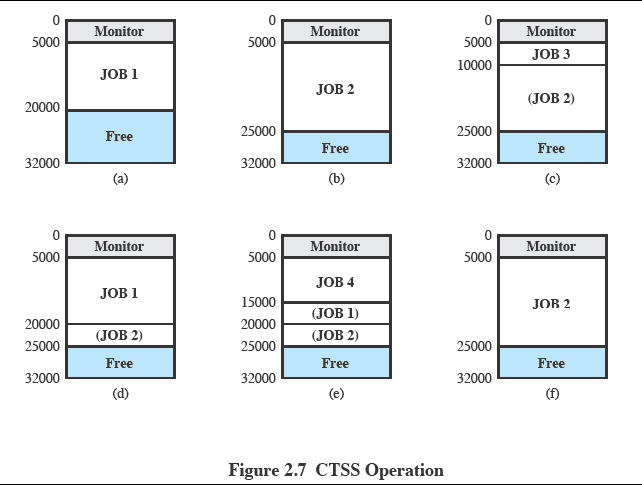 0
Monitor
5000
JOB 1
20000
Free
32000
(a)
0
Monitor
5000
JOB 2
25000
Free
32000
(b)
0
Monitor
5000
JOB 3
10000
(JOB 2)
25000
Free
32000
(c)
0
Monitor
5000
JOB 1
20000
(JOB 2)
25000
Free
32000
(d)
0
Monitor
5000
JOB 4
15000
(JOB 1)
20000
(JOB 2)
25000
Free
32000
(e)
0
Monitor
5000
JOB 2
25000
Free
32000
(f)
Figure 2.7 CTSS Operation